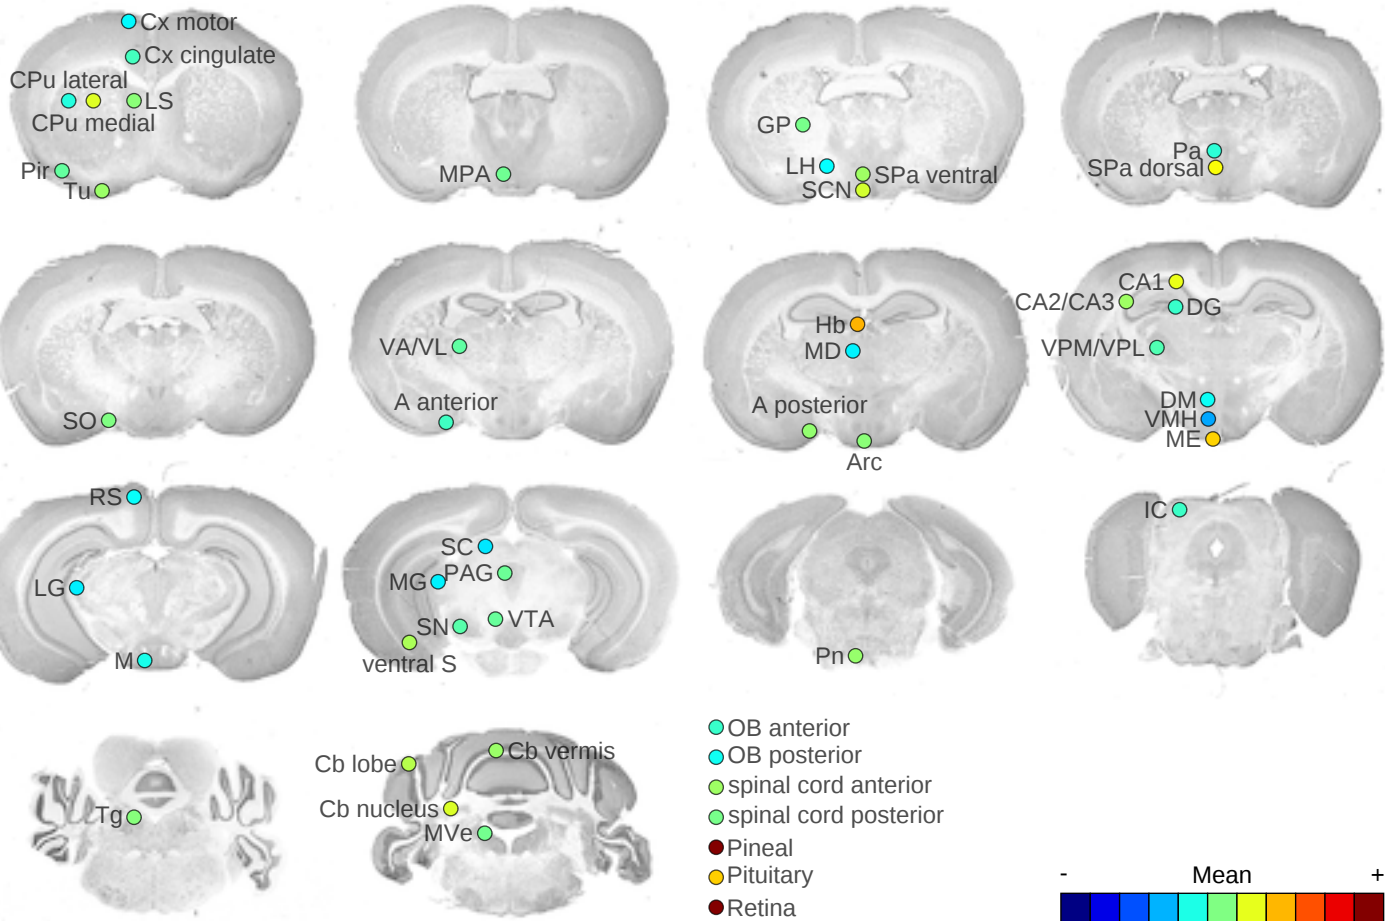 Cx motor
Cx cingulate
CPu lateral
LS
CPu medial
Pir
Tu
MPA
GP
LH
SPa ventral
SCN
Pa
SPa dorsal
SO
VA/VL
A anterior
Hb
MD
A posterior
Arc
CA1
CA2/CA3
DG
VPM/VPL
DM
VMH
ME
RS
LG
M
SC
MG
PAG
SN
VTA
ventral S
Pn
IC
Tg
Cb lobe
Cb vermis
Cb nucleus
MVe
OB anterior
OB posterior
spinal cord anterior
spinal cord posterior
Pineal
Pituitary
Retina
- Mean +